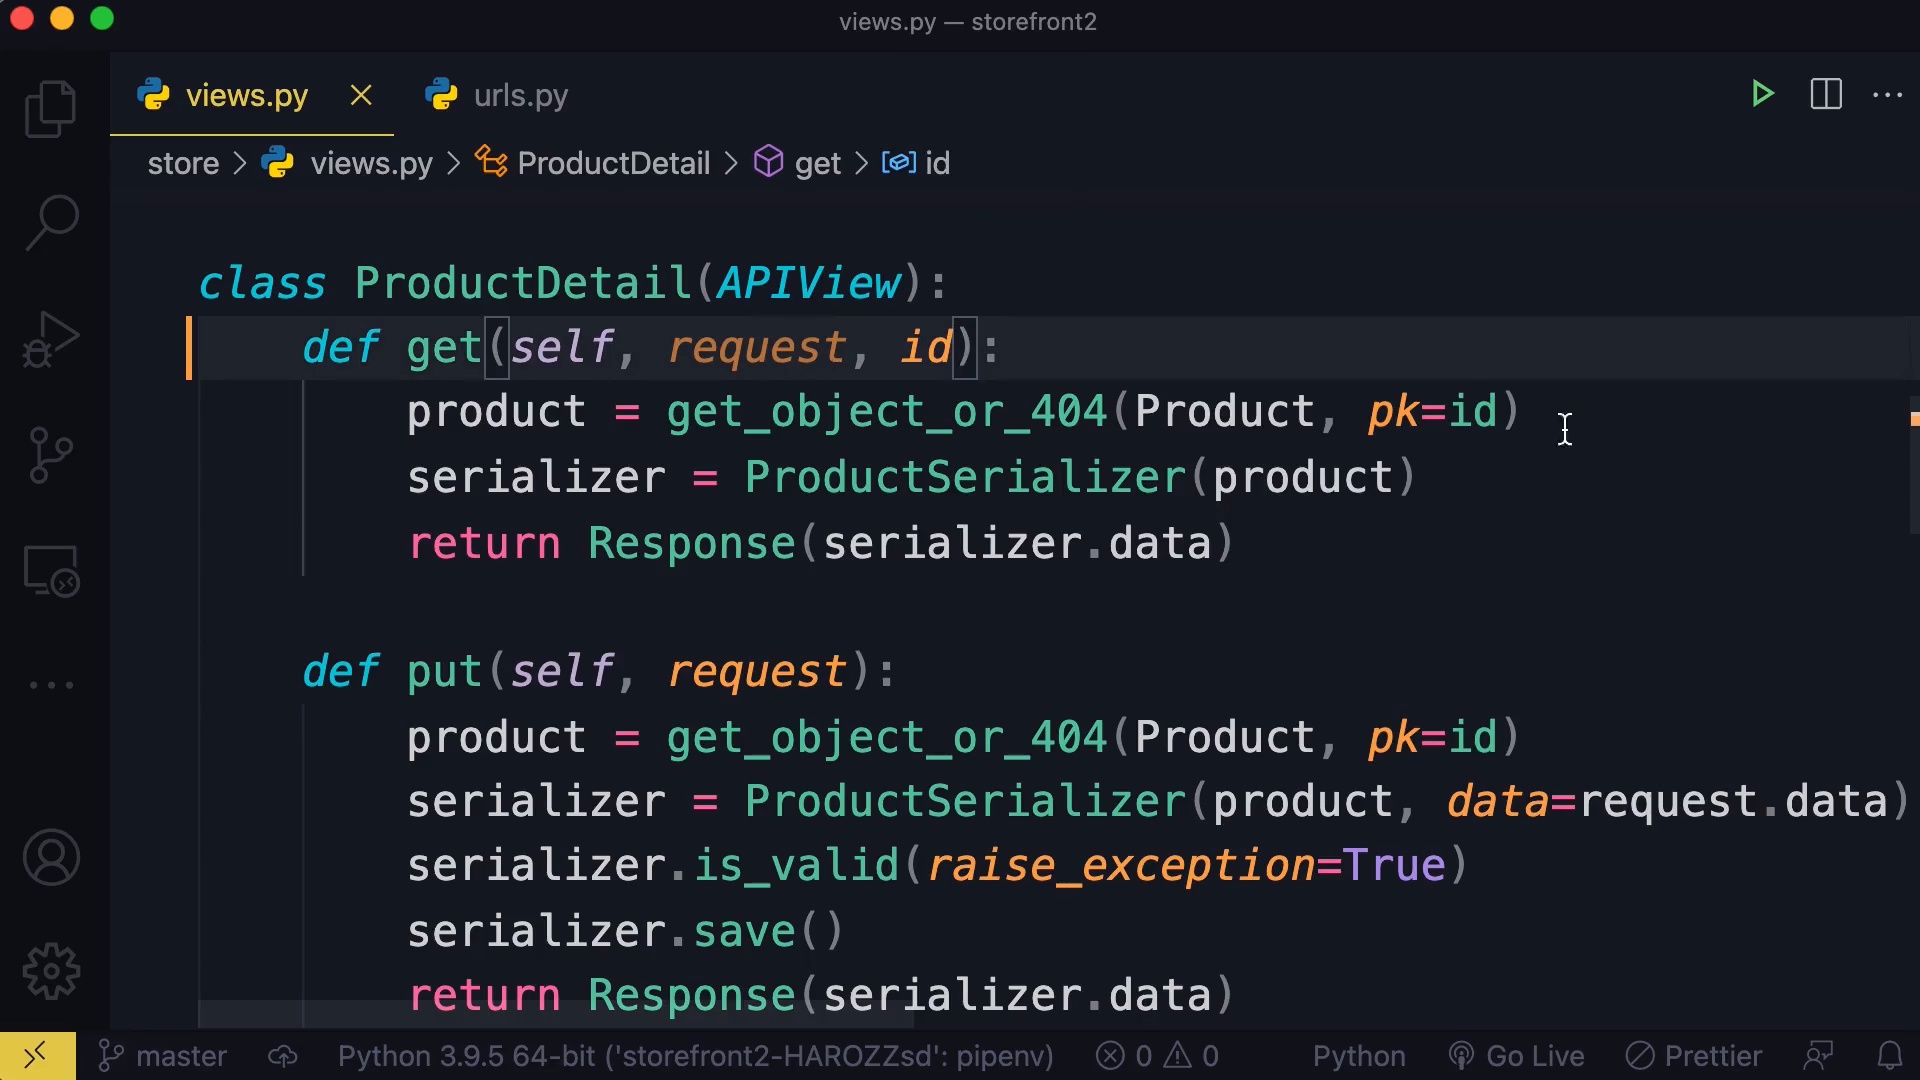 views.py — storefront2
views.py
urls.py
store > views.py > ProductDetail > get > id
class ProductDetail(APIView):
    def get(self, request, id):
        product = get_object_or_404(Product, pk=id)
        serializer = ProductSerializer(product)
        return Response(serializer.data)
    def put(self, request):
        product = get_object_or_404(Product, pk=id)
        serializer = ProductSerializer(product, data=request.data)
        serializer.is_valid(raise_exception=True)
        serializer.save()
        return Response(serializer.data)
master Python 3.9.5 64-bit ('storefront2-HAROZZsd': pipenv) 0 0 Python Go Live Prettier